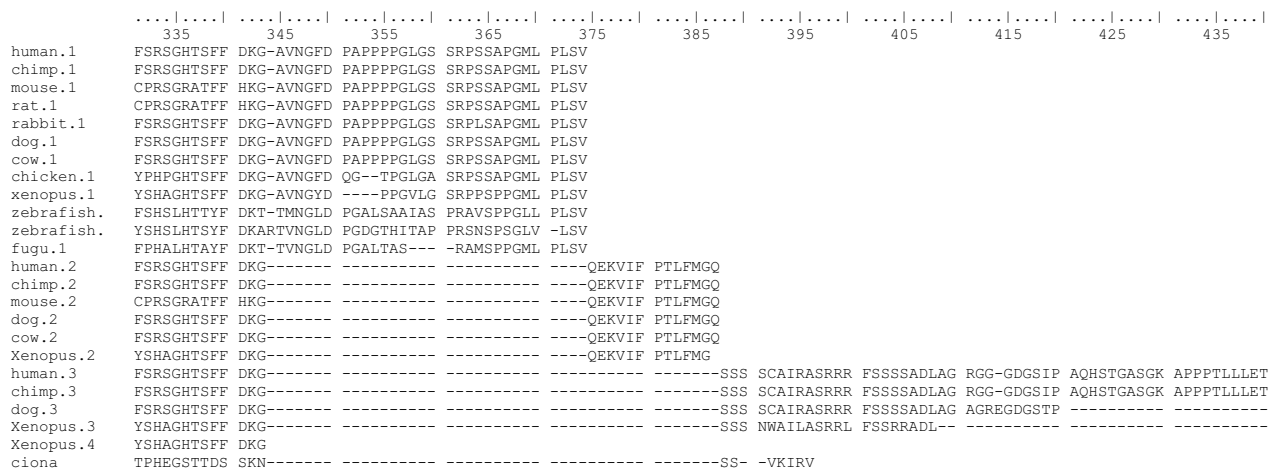 ....|....| ....|....| ....|....| ....|....| ....|....| ....|....| ....|....| ....|....| ....|....| ....|....| ....|....|
335 345 355 365 375 385 395 405 415 425 435
human.1 FSRSGHTSFF DKG-AVNGFD PAPPPPGLGS SRPSSAPGML PLSV
chimp.1 FSRSGHTSFF DKG-AVNGFD PAPPPPGLGS SRPSSAPGML PLSV
mouse.1 CPRSGRATFF HKG-AVNGFD PAPPPPGLGS SRPSSAPGML PLSV
rat.1 CPRSGRATFF HKG-AVNGFD PAPPPPGLGS SRPSSAPGML PLSV
rabbit.1 FSRSGHTSFF DKG-AVNGFD PAPPPPGLGS SRPLSAPGML PLSV
dog.1 FSRSGHTSFF DKG-AVNGFD PAPPPPGLGS SRPSSAPGML PLSV
cow.1 FSRSGHTSFF DKG-AVNGFD PAPPPPGLGS SRPSSAPGML PLSV
chicken.1 YPHPGHTSFF DKG-AVNGFD QG--TPGLGA SRPSSAPGML PLSV
xenopus.1 YSHAGHTSFF DKG-AVNGYD ----PPGVLG SRPPSPPGML PLSV
zebrafish. FSHSLHTTYF DKT-TMNGLD PGALSAAIAS PRAVSPPGLL PLSV
zebrafish. YSHSLHTSYF DKARTVNGLD PGDGTHITAP PRSNSPSGLV -LSV
fugu.1 FPHALHTAYF DKT-TVNGLD PGALTAS--- -RAMSPPGML PLSV
human.2 FSRSGHTSFF DKG------- ---------- ---------- ----QEKVIF PTLFMGQ
chimp.2 FSRSGHTSFF DKG------- ---------- ---------- ----QEKVIF PTLFMGQ
mouse.2 CPRSGRATFF HKG------- ---------- ---------- ----QEKVIF PTLFMGQ
dog.2 FSRSGHTSFF DKG------- ---------- ---------- ----QEKVIF PTLFMGQ
cow.2 FSRSGHTSFF DKG------- ---------- ---------- ----QEKVIF PTLFMGQ
Xenopus.2 YSHAGHTSFF DKG------- ---------- ---------- ----QEKVIF PTLFMG
human.3 FSRSGHTSFF DKG------- ---------- ---------- ---------- -------SSS SCAIRASRRR FSSSSADLAG RGG-GDGSIP AQHSTGASGK APPPTLLLET
chimp.3 FSRSGHTSFF DKG------- ---------- ---------- ---------- -------SSS SCAIRASRRR FSSSSADLAG RGG-GDGSIP AQHSTGASGK APPPTLLLET
dog.3 FSRSGHTSFF DKG------- ---------- ---------- ---------- -------SSS SCAIRASRRR FSSSSADLAG AGREGDGSTP ---------- ----------
Xenopus.3 YSHAGHTSFF DKG------- ---------- ---------- ---------- -------SSS NWAILASRRL FSSRRADL-- ---------- ---------- ----------
Xenopus.4 YSHAGHTSFF DKG
ciona TPHEGSTTDS SKN------- ---------- ---------- ---------- -------SS- -VKIRV